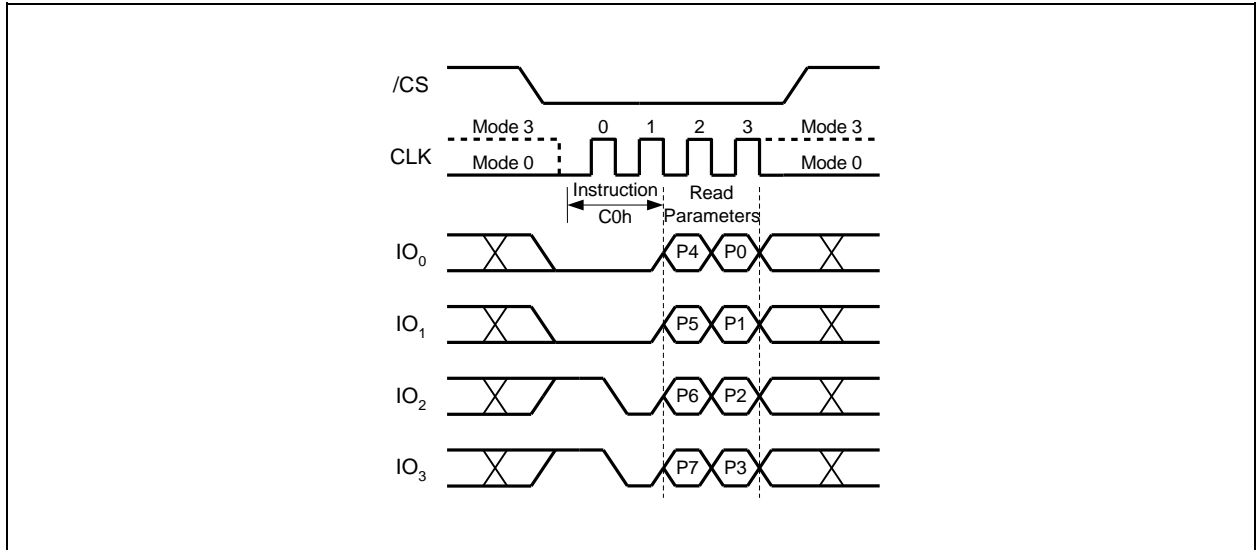 /CS
Mode 3 0 1 2 3 Mode 3
CLK
Mode 0 Mode 0
Instruction Read
C0h Parameters
IO0 P4 P0
IO1 P5 P1
IO2 P6 P2
IO3 P7 P3